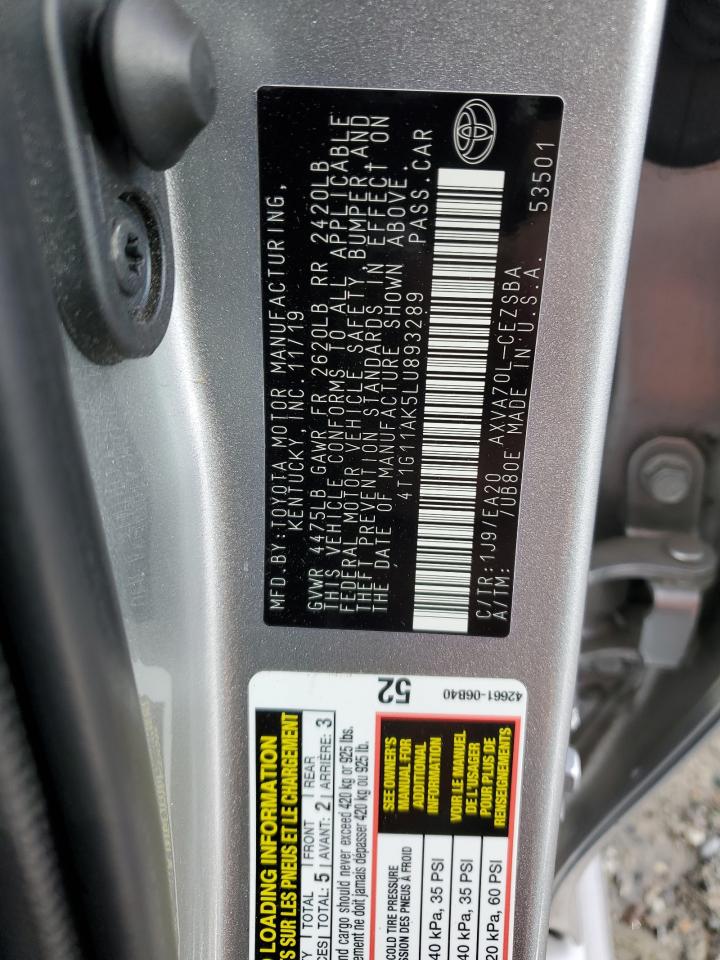 MFD.BY:TOYOTA MOTOR MANUFACTURING,
KENTUCKY, INC. 11/19
GVWR 4475LB GAWR FR 2620LB RR 2420LB
THIS VEHICLE CONFORMS TO ALL APPLICABLE
FEDERAL MOTOR VEHICLE SAFETY, BUMPER, AND
THEFT PREVENTION STANDARDS IN EFFECT ON
THE DATE OF MANUFACTURE SHOWN ABOVE.
4T1G11AK5LU893289 PASS.CAR
C/TR:1J9/EA20 AXVA70L-CEZSBA
A/TM: /UB80E MADE IN U.S.A.
53501
LOADING INFORMATION
SUR LES PNEUS ET LE CHARGEMENT
TOTAL FRONT REAR
TOTAL: 5 AVANT: 2 ARRIÈRE: 3
and cargo should never exceed 420 kg or 925 lbs.
ne doit jamais dépasser 420 kg ou 925 lb.
52
COLD TIRE PRESSURE
DES PNEUS À FROID
40 kPa, 35 PSI
40 kPa, 35 PSI
20 kPa, 60 PSI
SEE OWNER'S
MANUAL FOR
ADDITIONAL
INFORMATION
VOIR LE MANUEL
DE L'USAGER
POUR PLUS DE
RENSEIGNEMENTS
42661-06B40